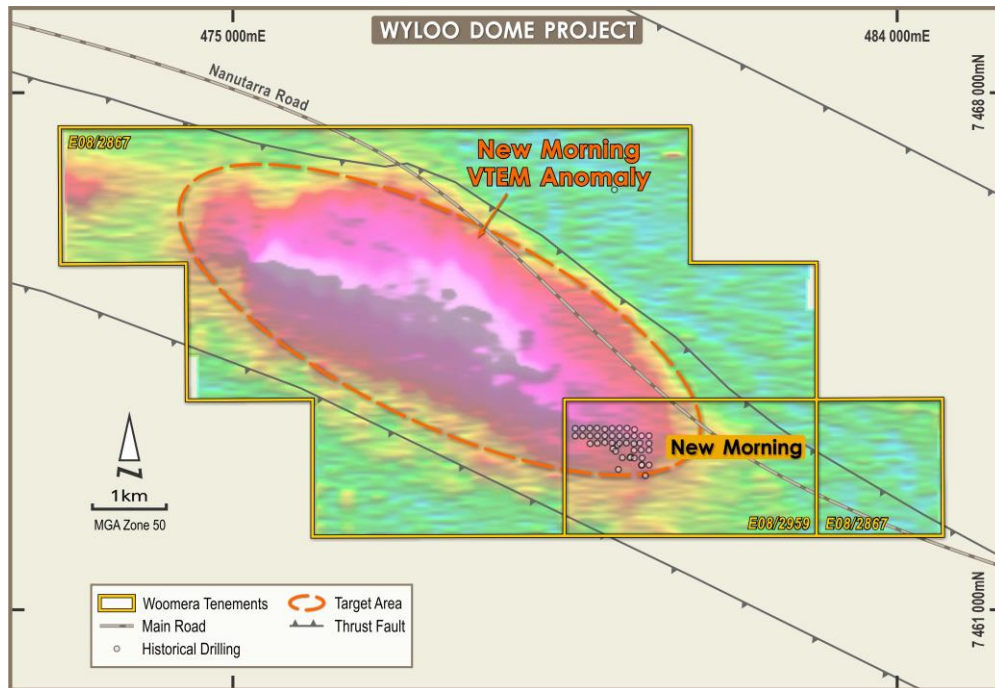 WYLOO DOME PROJECT
475 000mE
484 000mE
7 468 000mN
Nanutarra Road
E08/2867
New Morning
VTEM Anomaly
New Morning
E08/2959
E08/2867
N
1km
MGA Zone 50
7 461 000mN
Woomera Tenements
Main Road
Historical Drilling
Target Area
Thrust Fault